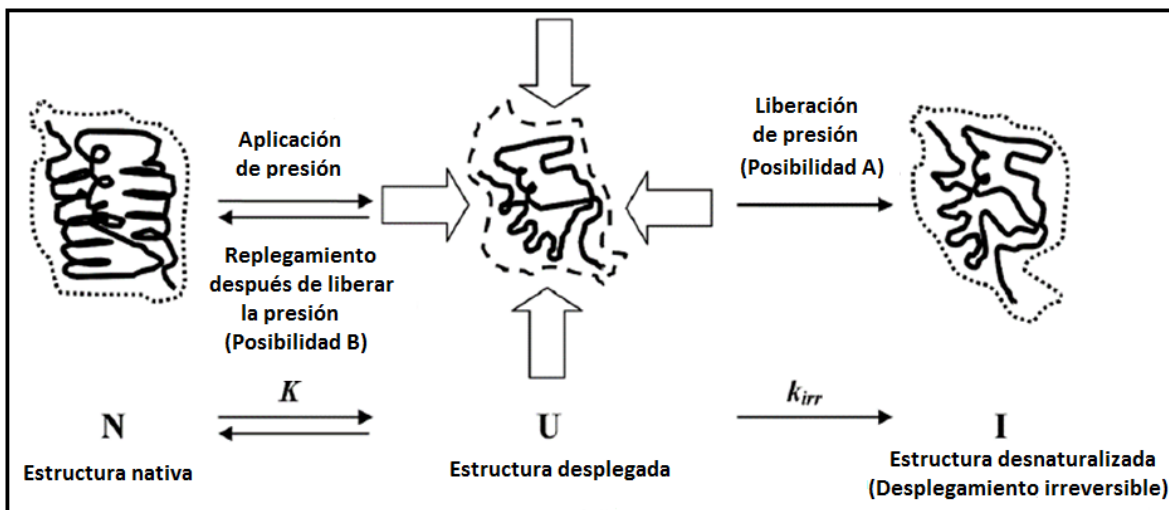 Aplicación
de presión
Replegamiento
después de liberar
la presión
(Posibilidad B)
Liberación
de presión
(Posibilidad A)
K
k_irr
N
U
I
Estructura nativa
Estructura desplegada
Estructura desnaturalizada
(Desplegamiento irreversible)